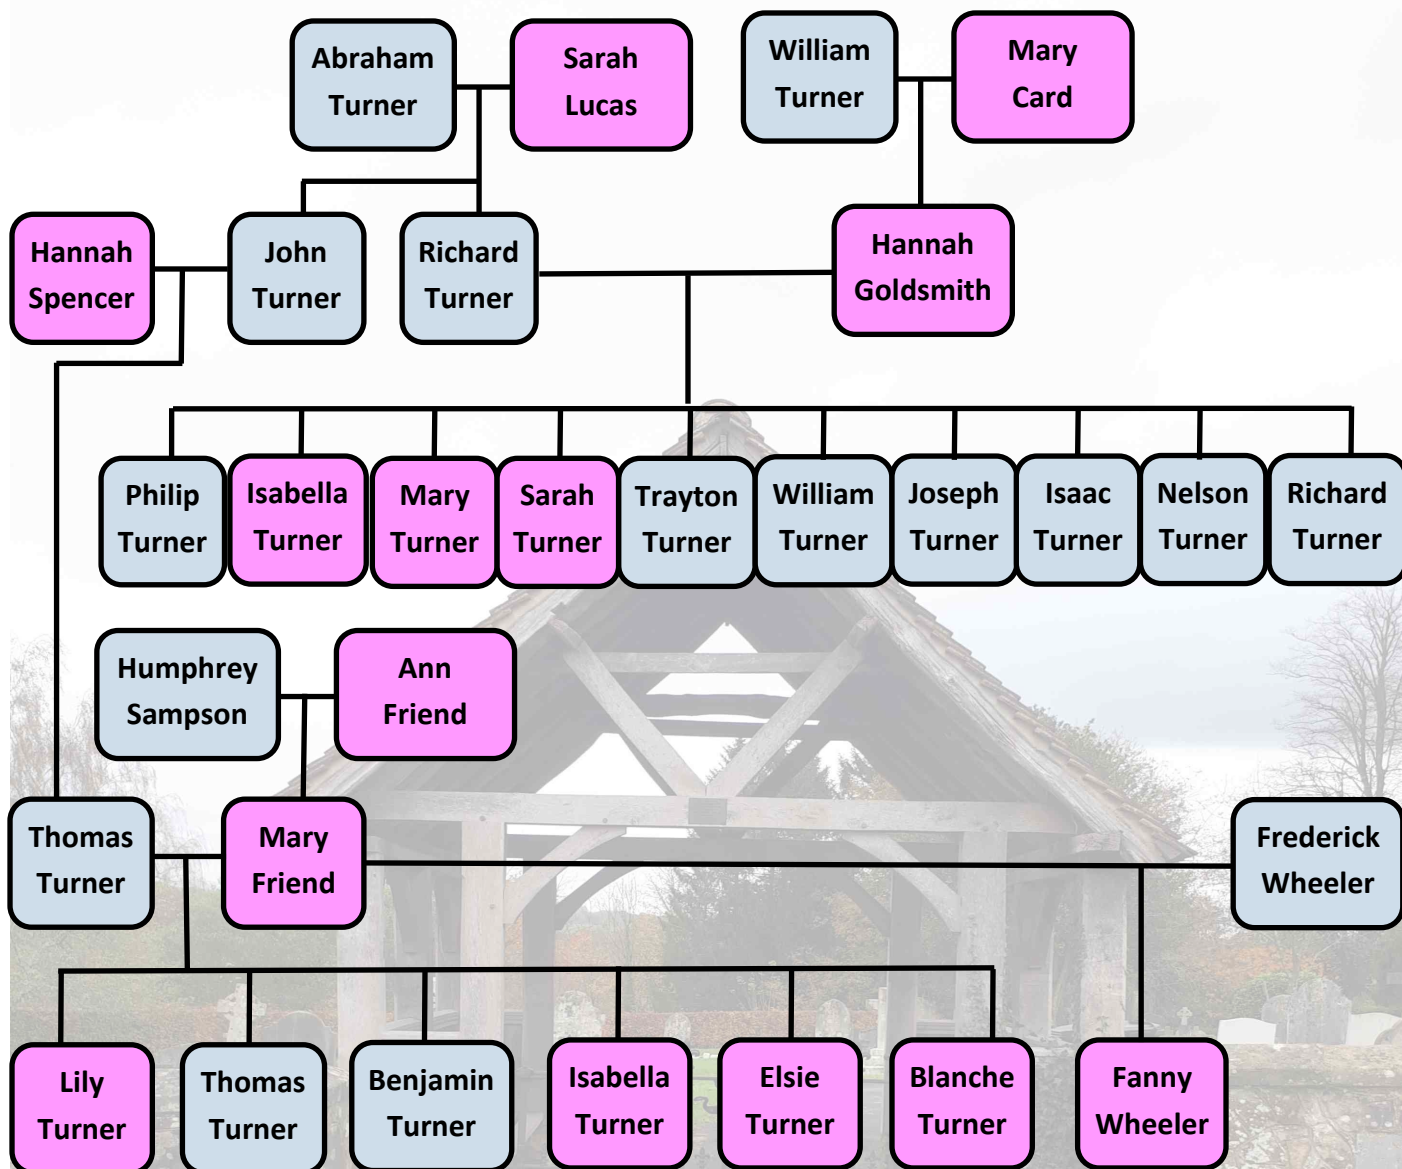 Abraham
Turner
Sarah
Lucas
William
Turner
Mary
Card
Hannah
Spencer
John
Turner
Richard
Turner
Hannah
Goldsmith
Philip
Turner
Isabella
Turner
Mary
Turner
Sarah
Turner
Trayton
Turner
William
Turner
Joseph
Turner
Isaac
Turner
Nelson
Turner
Richard
Turner
Humphrey
Sampson
Ann
Friend
Thomas
Turner
Mary
Friend
Frederick
Wheeler
Lily
Turner
Thomas
Turner
Benjamin
Turner
Isabella
Turner
Elsie
Turner
Blanche
Turner
Fanny
Wheeler